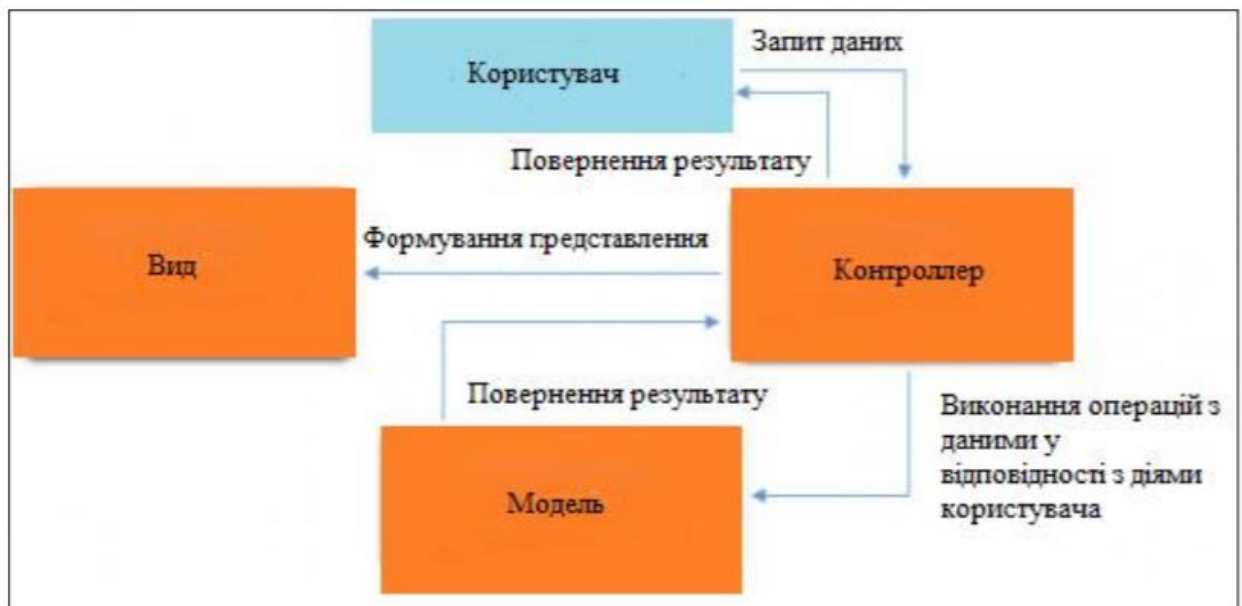 Запит даних
Користувач
Повернення результату
Формування представлення
Вид
Контроллер
Повернення результату
Виконання операцій з
даними у
відповідності з діями
користувача
Модель